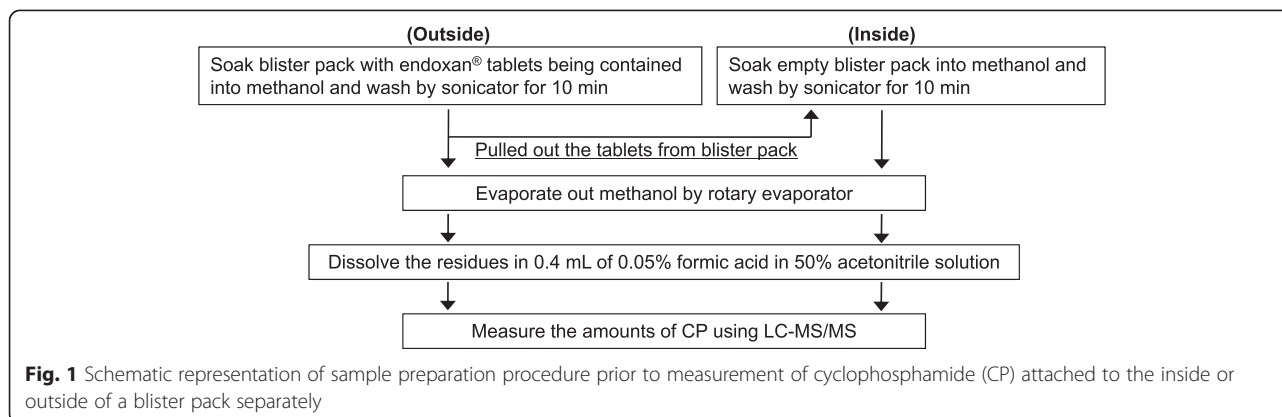 (Outside)
(Inside)
Soak blister pack with endoxan® tablets being contained
into methanol and wash by sonicator for 10 min
Soak empty blister pack into methanol and
wash by sonicator for 10 min
Pulled out the tablets from blister pack
Evaporate out methanol by rotary evaporator
Dissolve the residues in 0.4 mL of 0.05% formic acid in 50% acetonitrile solution
Measure the amounts of CP using LC-MS/MS
Fig. 1 Schematic representation of sample preparation procedure prior to measurement of cyclophosphamide (CP) attached to the inside or
outside of a blister pack separately